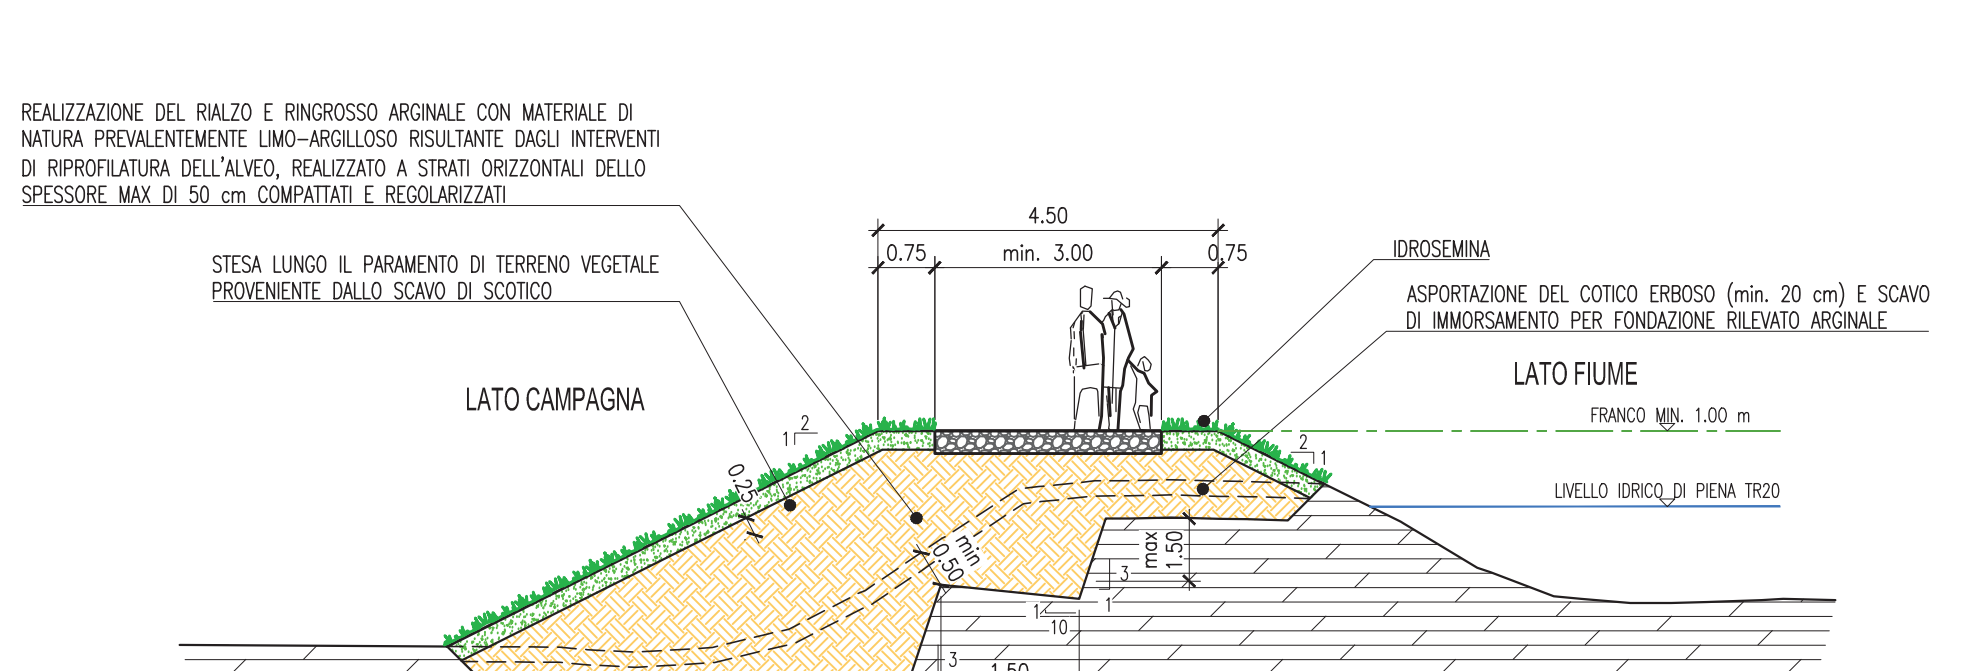 REALIZZAZIONE DEL RIALZO E RINGROSSO ARGINALE CON MATERIALE DI
NATURA PREVALENTEMENTE LIMO-ARGILLOSO RISULTANTE DAGLI INTERVENTI
DI RIPROFILATURA DELL'ALVEO, REALIZZATO A STRATI ORIZZONTALI DELLO
SPESSORE MAX DI 50 cm COMPATTATI E REGOLARIZZATI
STESA LUNGO IL PARAMENTO DI TERRENO VEGETALE
PROVENIENTE DALLO SCAVO DI SCOTICO
LATO CAMPAGNA
4.50
0.75
min. 3.00
0.75
IDROSEMINA
ASPORTAZIONE DEL COTICO ERBOSO (min. 20 cm) E SCAVO
DI IMMORSAMENTO PER FONDAZIONE RILEVATO ARGINALE
LATO FIUME
FRANCO MIN. 1.00 m
LIVELLO IDRICO DI PIENA TR20
2
1
2
1
0.25
min
0.50
max
1.50
3
1
1
10
3
1.50